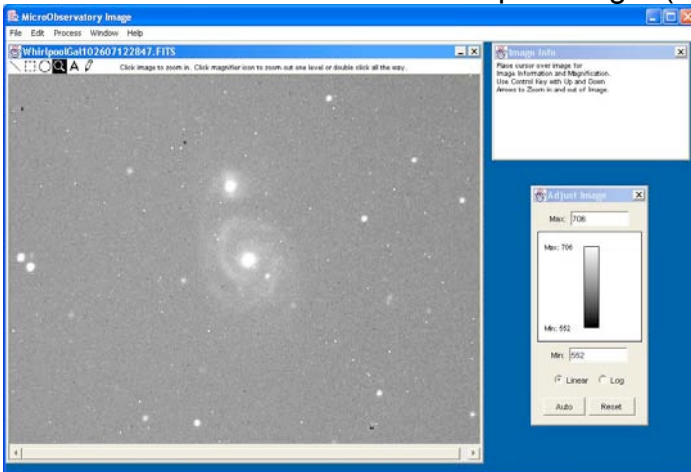 MicroObservatory Image
File Edit Process Window Help
WhirlpoolGal102607122847.FITS
A
Click image to zoom in. Click magnifier icon to zoom out one level or double click all the way.
Image Info
Place cursor over image for
Image Information and Magnification.
Use Control Key with Up and Down
Arrows to Zoom in and out of Image.
Adjust Image
Max: 706
Max: 706
Min: 552
Min: 552
Linear Log
Auto Reset